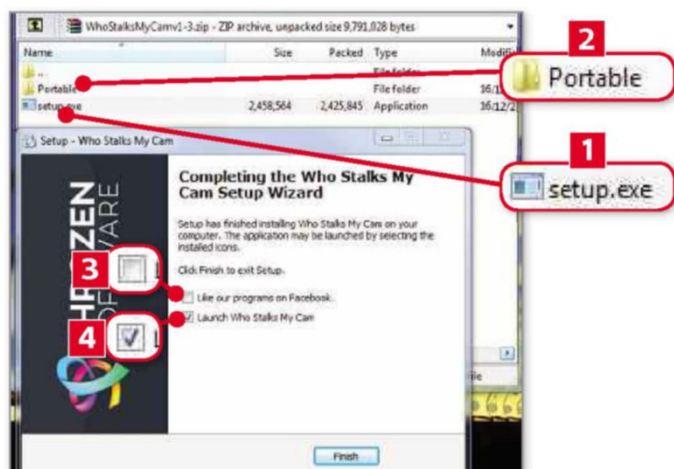 WhoStalksMyCamv1-3.zip - ZIP archive, unpacked size 9,791,028 bytes
Name Size Packed Type
..
File folder
Portable File folder 16/1
setup.exe 2,458,564 2,425,845 Application 16/12/2
2
Portable
1
setup.exe
Setup - Who Stalks My Cam
Completing the Who Stalks My
Cam Setup Wizard
Setup has finished installing Who Stalks My Cam on your
computer. The application may be launched by selecting the
installed icons.
Click Finish to exit Setup.
3
Like our programs on Facebook.
4
Launch Who Stalks My Cam
Finish